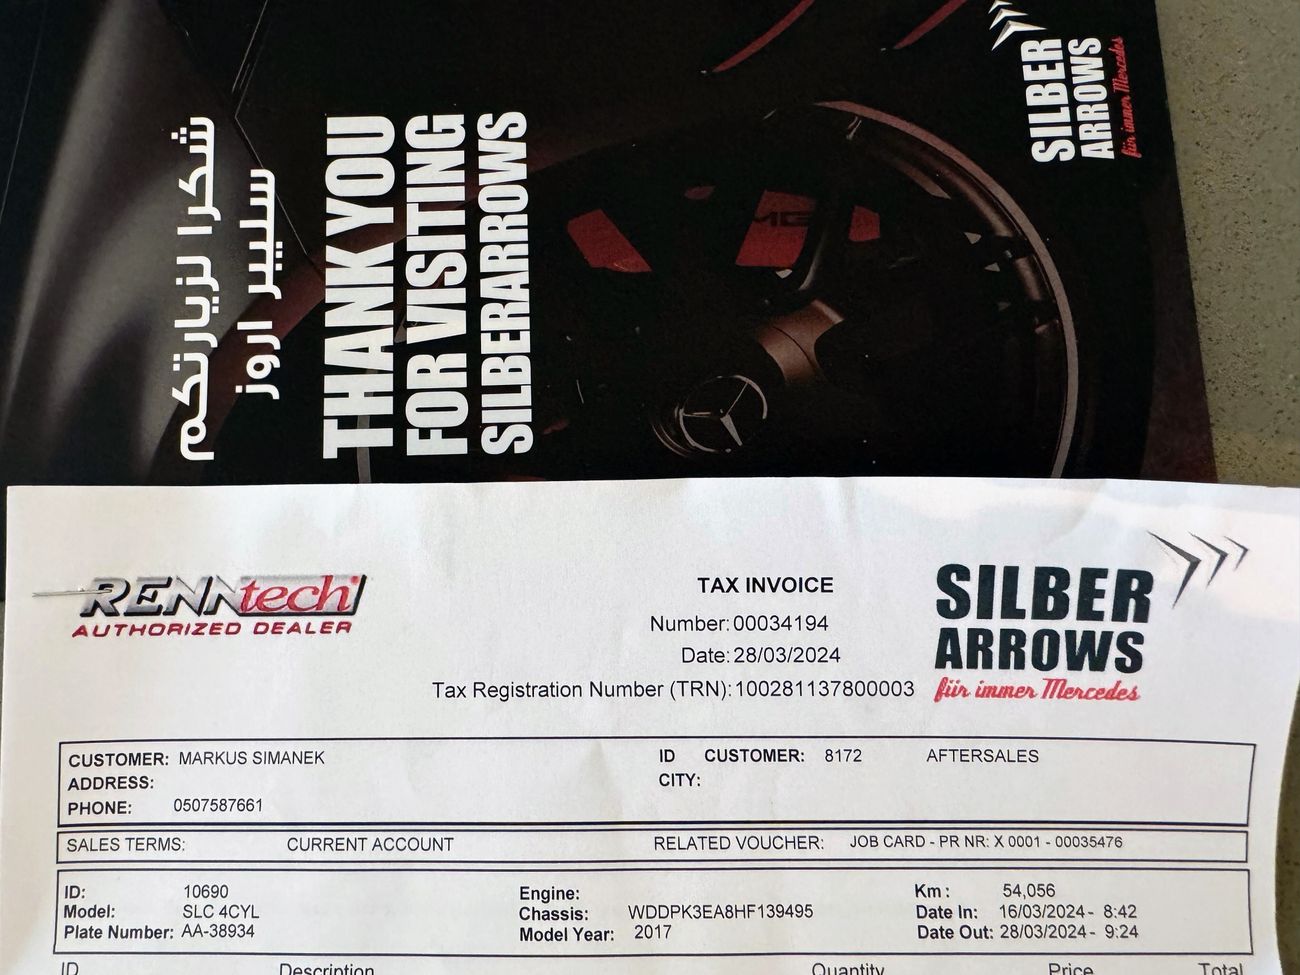 شكرا لزيارتكم
سليبر اروز
THANK YOU
FOR VISITING
SILBERARROWS
SILBER
ARROWS
für immer Mercedes
AMG
RENNtech®
AUTHORIZED DEALER
TAX INVOICE
Number: 00034194
Date: 28/03/2024
Tax Registration Number (TRN): 100281137800003
SILBER
ARROWS
für immer Mercedes
CUSTOMER: MARKUS SIMANEK ID CUSTOMER: 8172 AFTERSALES
ADDRESS: CITY:
PHONE: 0507587661
SALES TERMS: CURRENT ACCOUNT RELATED VOUCHER: JOB CARD - PR NR: X 0001 - 00035476
ID: 10690 Engine: Km : 54,056
Model: SLC 4CYL Chassis: WDDPK3EA8HF139495 Date In: 16/03/2024 - 8:42
Plate Number: AA-38934 Model Year: 2017 Date Out: 28/03/2024 - 9:24
ID Description Quantity Price Total